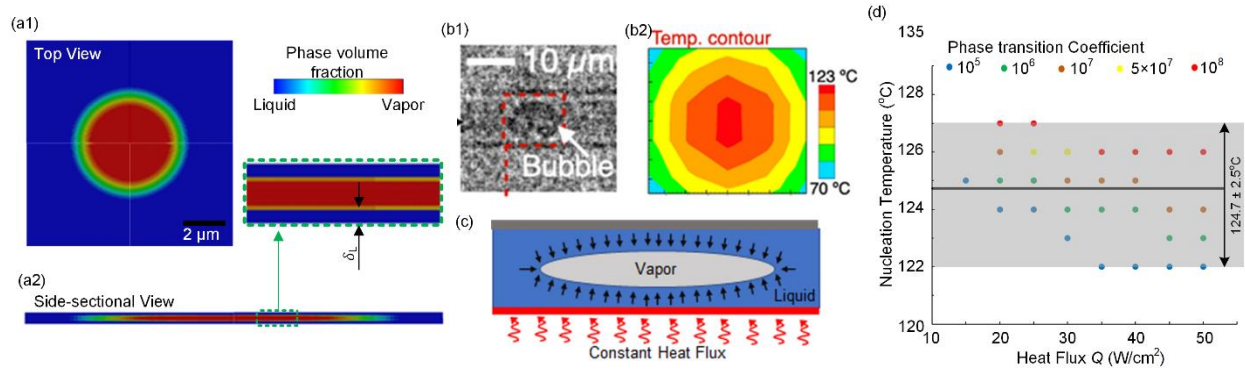 (a1)
Top View
2 μm
Phase volume
fraction
Liquid
Vapor
δL
(a2)
Side-sectional View
(b1)
10 μm
Bubble
(b2)
Temp. contour
123 ºC
70 ºC
(c)
Vapor
Liquid
Constant Heat Flux
(d)
Phase transition Coefficient
10⁵
10⁶
10⁷
5×10⁷
10⁸
Nucleation Temperature (°C)
135
128
126
124
122
120
124.7 ± 2.5°C
10
20
30
40
50
Heat Flux Q (W/cm²)